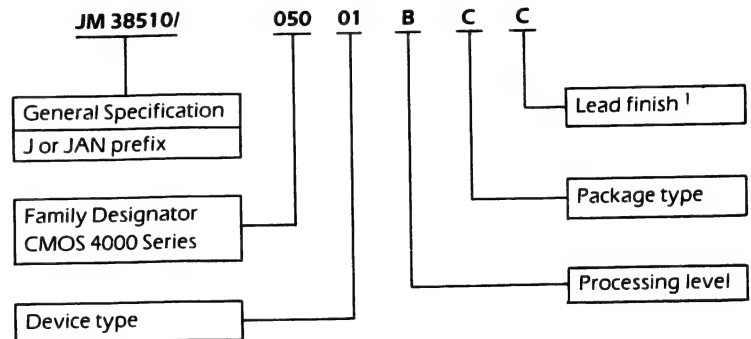 JM 38510/ 050 01 B C C
General Specification
J or JAN prefix
Lead finish ¹
Family Designator
CMOS 4000 Series
Package type
Device type
Processing level